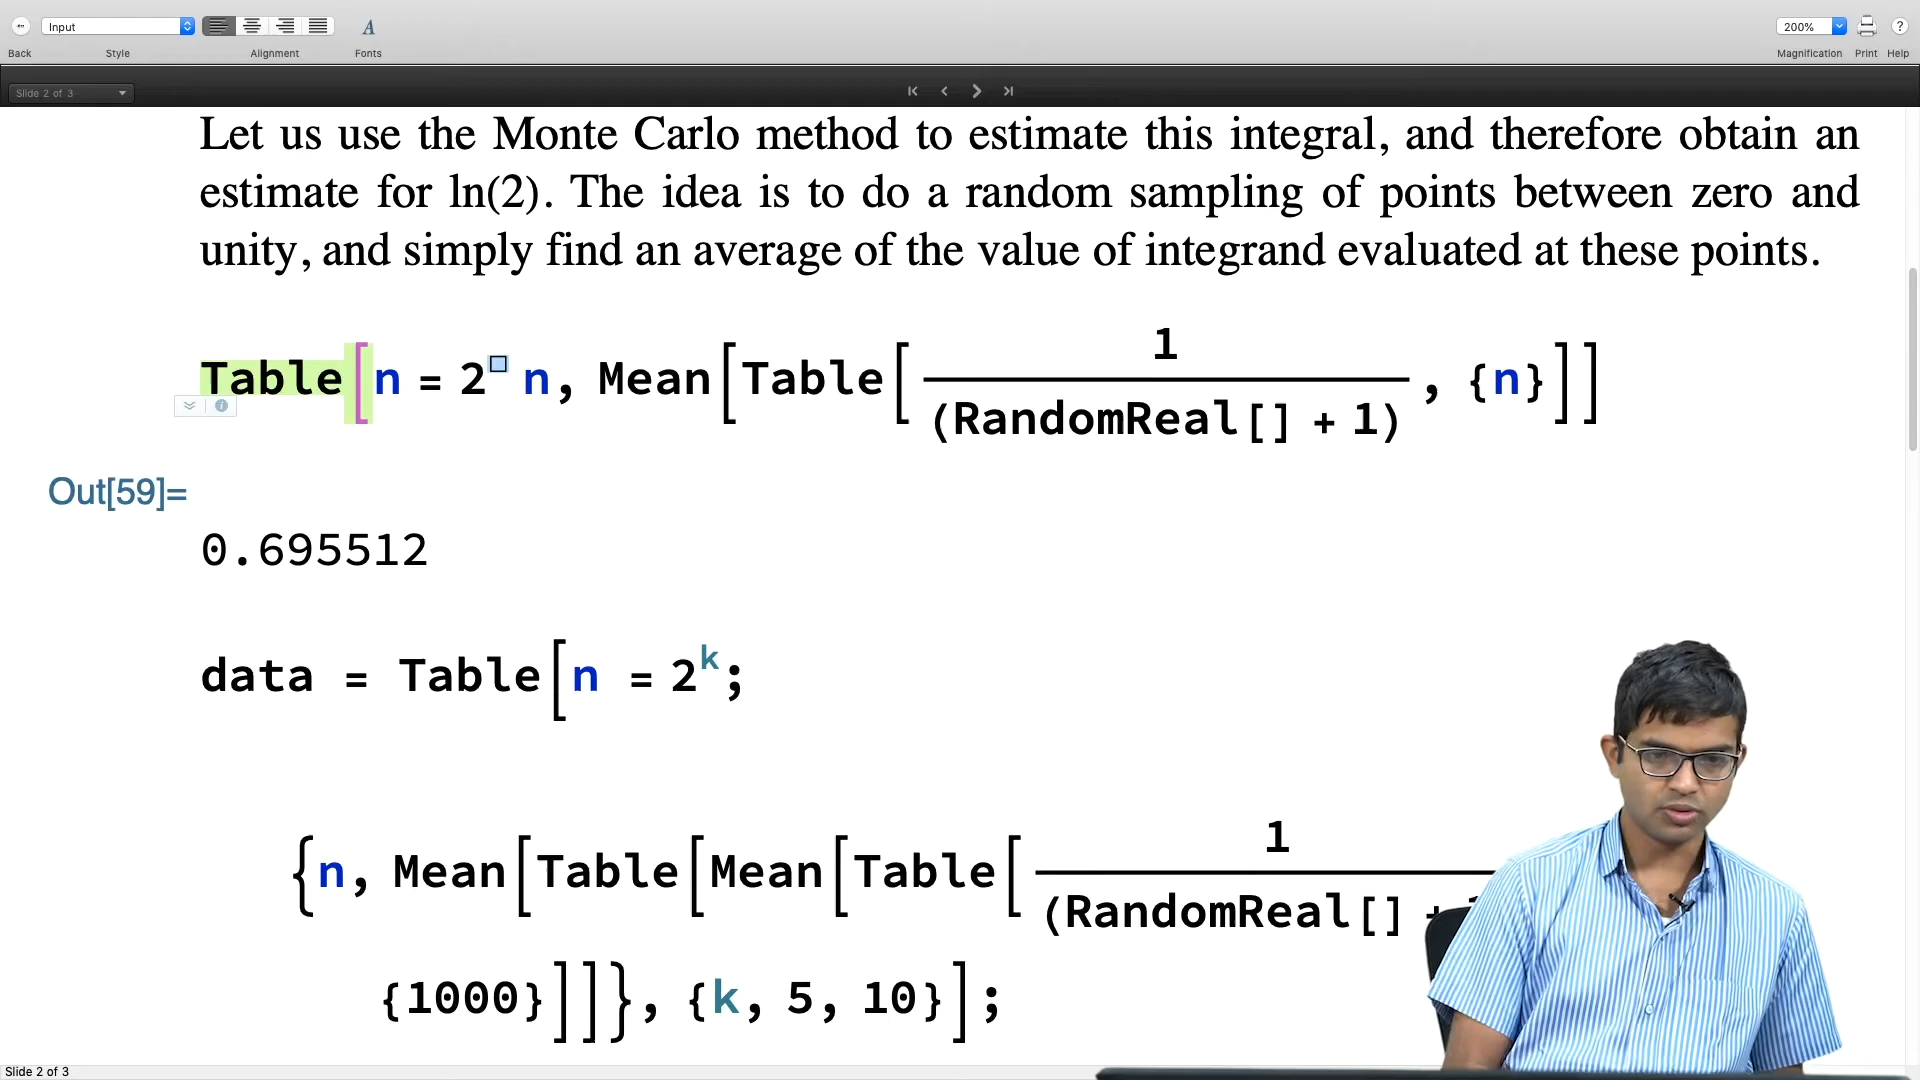 Input
200%
Back
Style
Alignment
Fonts
Magnification
Print
Help
Slide 2 of 3
Let us use the Monte Carlo method to estimate this integral, and therefore obtain an
estimate for ln(2). The idea is to do a random sampling of points between zero and
unity, and simply find an average of the value of integrand evaluated at these points.
Table[n = 2^□ n, Mean[Table[1/(RandomReal[] + 1), {n}]]
Out[59]=
0.695512
data = Table[n = 2^k;
{n, Mean[Table[Mean[Table[1/(RandomReal[] +
{1000}]]}, {k, 5, 10}];
Slide 2 of 3